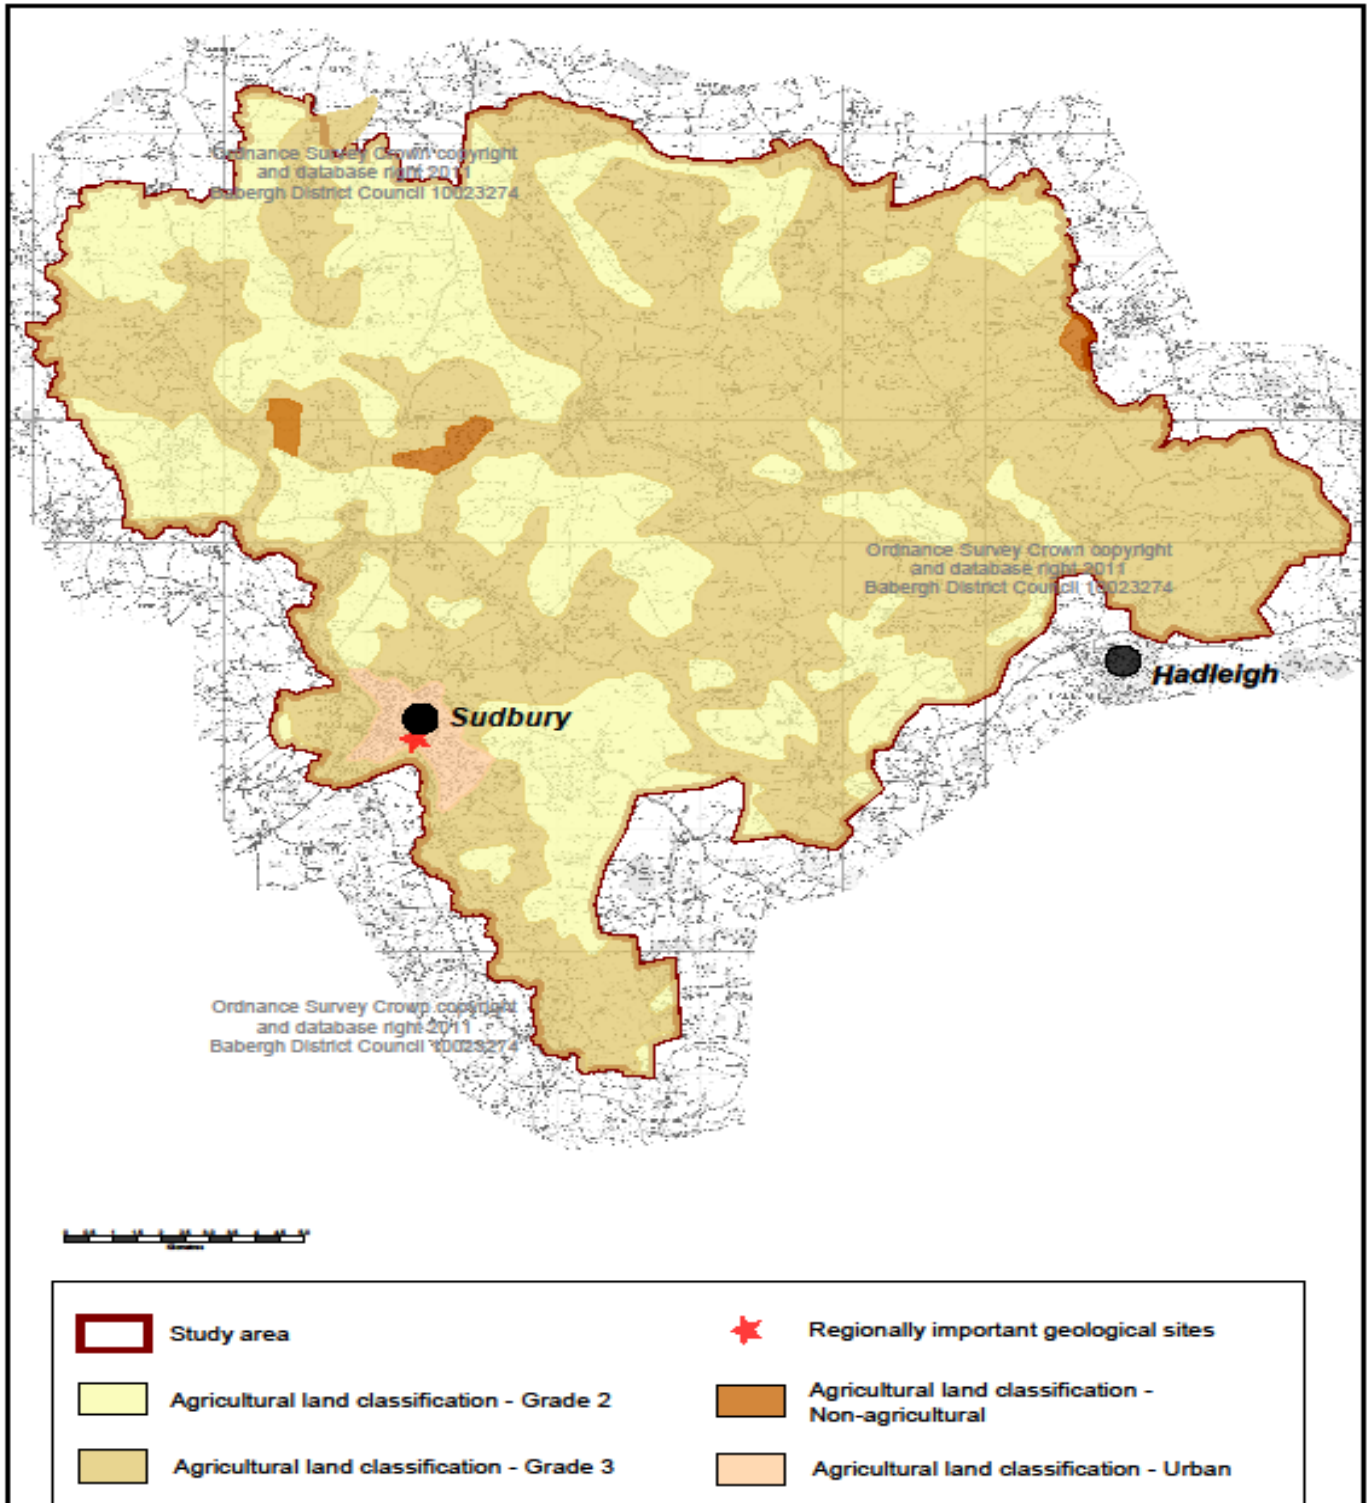 Ordnance Survey Crown copyright
and database right 2011
Babergh District Council 10023274
Ordnance Survey Crown copyright
and database right 2011
Babergh District Council 10023274
Hadleigh
Sudbury
Ordnance Survey Crown copyright
and database right 2011
Babergh District Council 10023274
Study area
Regionally important geological sites
Agricultural land classification - Grade 2
Agricultural land classification -
Non-agricultural
Agricultural land classification - Grade 3
Agricultural land classification - Urban